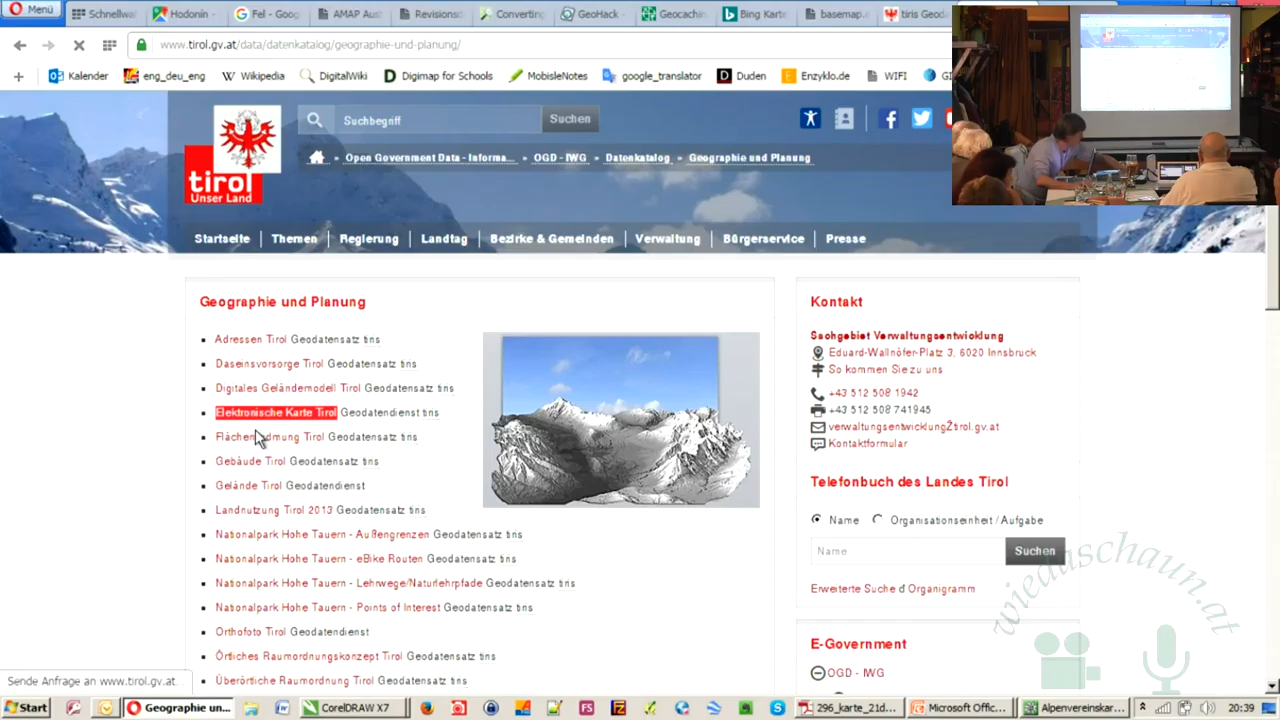 Menü
Schnellwa
Hodonín -
Fel - Goo
AMAP Aus
Revisions
Converting
GeoHack
Geocachin
Bing Karte
basemap.
tiris Geod
www.tirol.gv.at/data/datenkatalog/geographie-und planung/
Kalender
eng_deu_eng
Wikipedia
DigitalWiki
Digimap for Schools
MobisleNotes
google_translator
Duden
Enzyklo.de
WIFI
tirol
Unser Land
Suchbegriff
Suchen
» Open Government Data - Informa... » OGD - IWG » Datenkatalog » Geographie und Planung
Startseite
Themen
Regierung
Landtag
Bezirke & Gemeinden
Verwaltung
Bürgerservice
Presse
Geographie und Planung
Adressen Tirol Geodatensatz tiris
Daseinsvorsorge Tirol Geodatensatz tiris
Digitales Geländemodell Tirol Geodatensatz tiris
Elektronische Karte Tirol Geodatendienst tiris
Flächenwidmung Tirol Geodatensatz tiris
Gebäude Tirol Geodatensatz tiris
Gelände Tirol Geodatendienst
Landnutzung Tirol 2013 Geodatensatz tiris
Nationalpark Hohe Tauern - Außengrenzen Geodatensatz tiris
Nationalpark Hohe Tauern - eBike Routen Geodatensatz tiris
Nationalpark Hohe Tauern - Lehrwege/Naturlehrpfade Geodatensatz tiris
Nationalpark Hohe Tauern - Points of Interest Geodatensatz tiris
Orthofoto Tirol Geodatendienst
Örtliches Raumordnungskonzept Tirol Geodatensatz tiris
Überörtliche Raumordnung Tirol Geodatensatz tiris
Kontakt
Sachgebiet Verwaltungsentwicklung
Eduard-Wallnöfer-Platz 3, 6020 Innsbruck
So kommen Sie zu uns
+43 512 508 1942
+43 512 508 741945
verwaltungsentwicklungŽtirol.gv.at
Kontaktformular
Telefonbuch des Landes Tirol
Name
Organisationseinheit / Aufgabe
Name
Suchen
Erweiterte Suche đ Organigramm
E-Government
OGD - IWG
wiedaschaun.at
Sende Anfrage an www.tirol.gv.at.
Start
Geographie un...
CorelDRAW X7
296_karte_21d...
Microsoft Offic...
Alpenvereinskar...
20:39